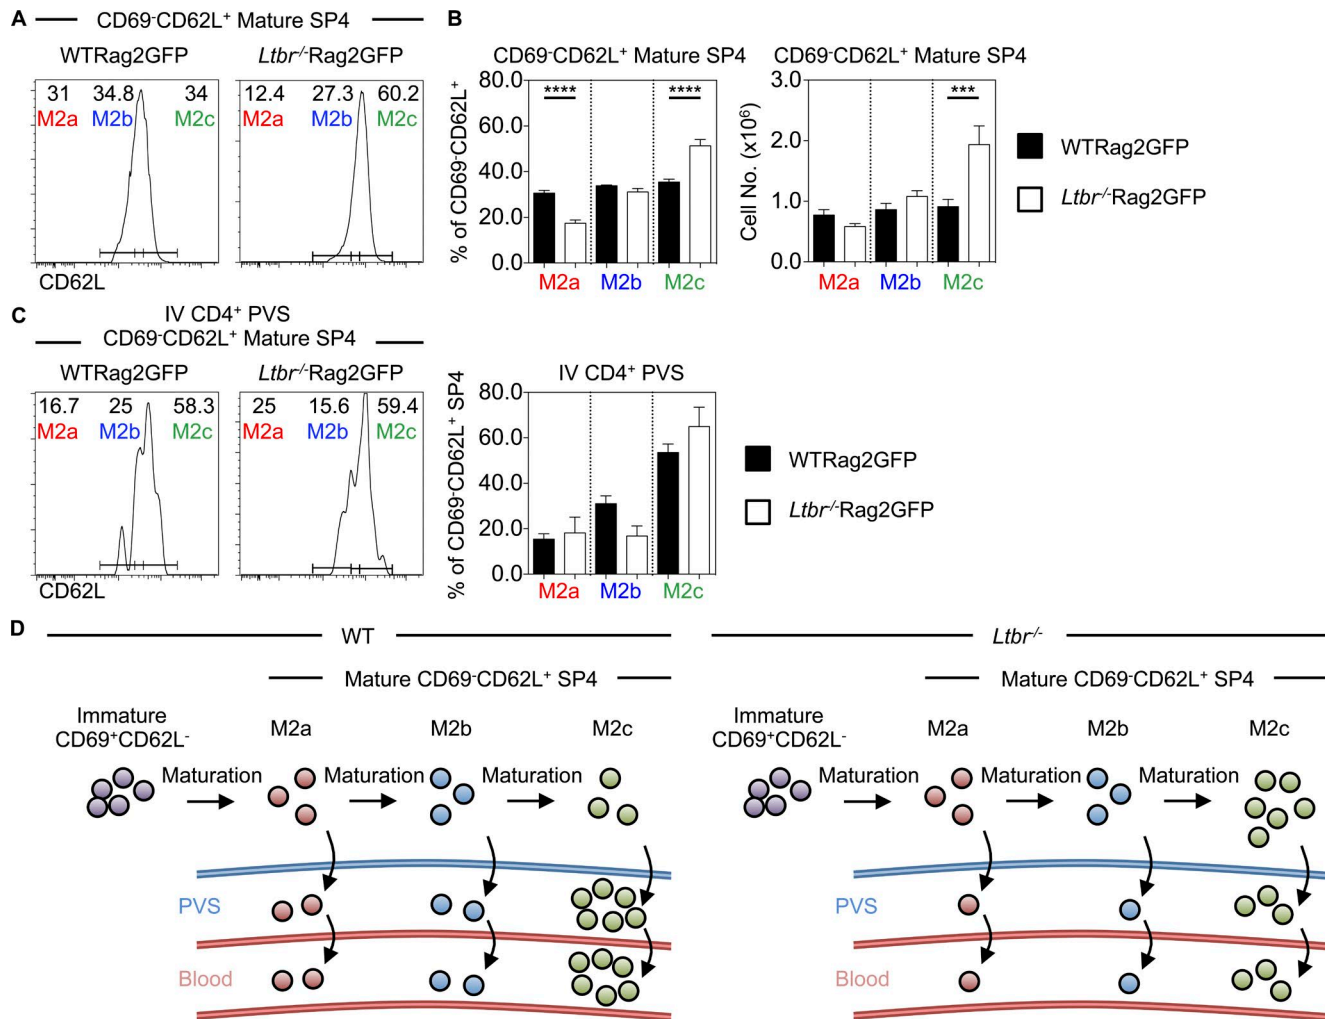 A
CD69⁻CD62L⁺ Mature SP4
WTRag2GFP
Ltbr⁻/⁻Rag2GFP
31 34.8 34
M2a M2b M2c
12.4 27.3 60.2
M2a M2b M2c
CD62L
B
CD69⁻CD62L⁺ Mature SP4
% of CD69⁻CD62L⁺
80.0
60.0
40.0
20.0
0.0
**** ****
M2a M2b M2c
CD69⁻CD62L⁺ Mature SP4
Cell No. (x10⁶)
3.0
2.0
1.0
0.0
***
M2a M2b M2c
WTRag2GFP
Ltbr⁻/⁻Rag2GFP
C
IV CD4⁺ PVS
CD69⁻CD62L⁺ Mature SP4
WTRag2GFP
Ltbr⁻/⁻Rag2GFP
16.7 25 58.3
M2a M2b M2c
25 15.6 59.4
M2a M2b M2c
CD62L
IV CD4⁺ PVS
% of CD69⁻CD62L⁺ SP4
80.0
60.0
40.0
20.0
0.0
M2a M2b M2c
WTRag2GFP
Ltbr⁻/⁻Rag2GFP
D
WT
Mature CD69⁻CD62L⁺ SP4
Immature
CD69⁺CD62L⁻
M2a M2b M2c
Maturation Maturation Maturation
PVS
Blood
Ltbr⁻/⁻
Mature CD69⁻CD62L⁺ SP4
Immature
CD69⁺CD62L⁻
M2a M2b M2c
Maturation Maturation Maturation
PVS
Blood